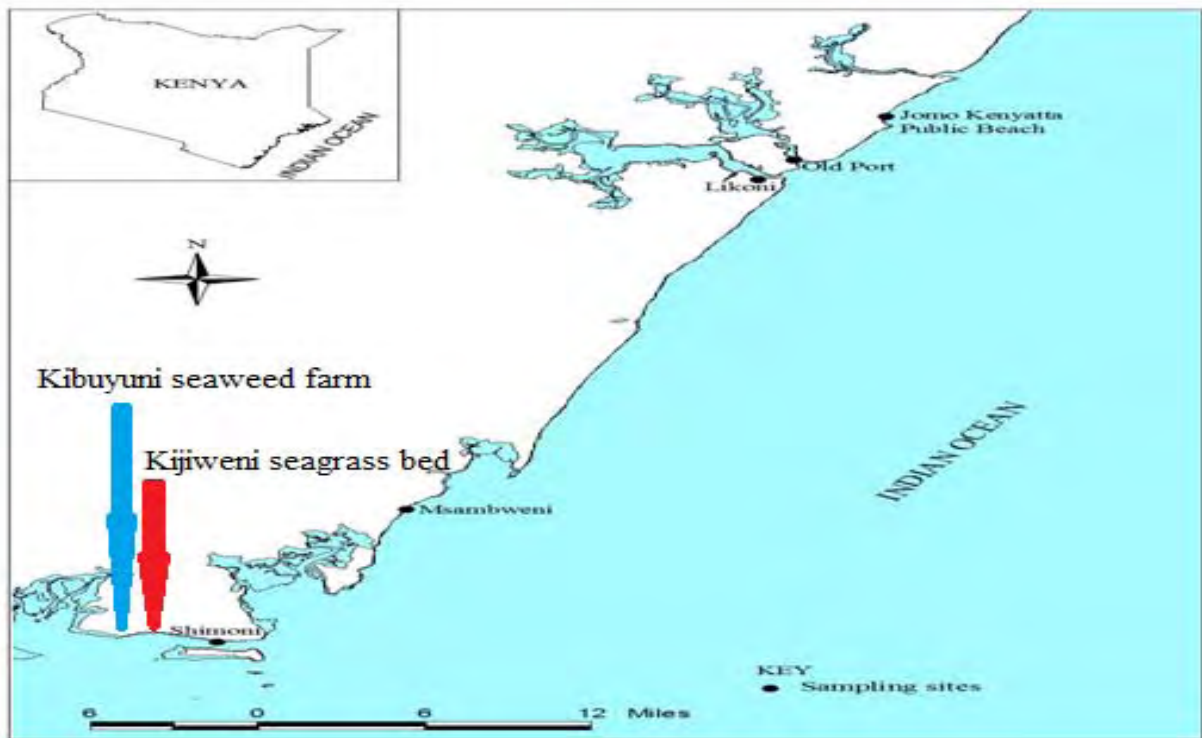 KENYA
INDIAN OCEAN
Jomo Kenyatta
Public Beach
Old Port
Likoni
N
Kibuyuni seaweed farm
Kijiweni seagrass bed
INDIAN OCEAN
Msambweni
Shimoni
KEY
Sampling sites
6 0 6 12 Miles